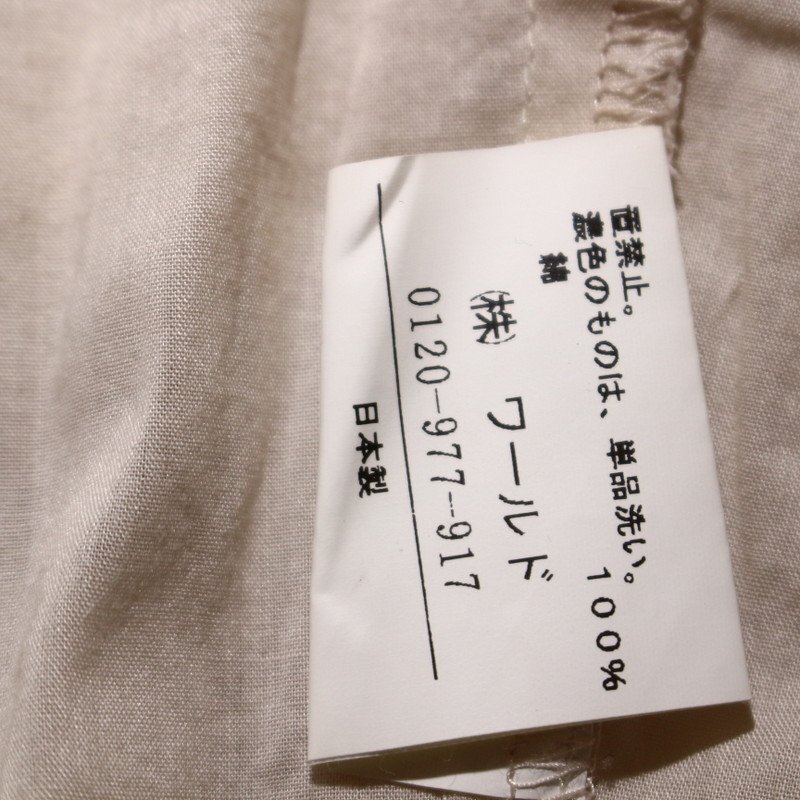 面禁止。
濃色のものは、単品洗い。
綿 100%
㈱ ワールド
0120-977-917
日本製